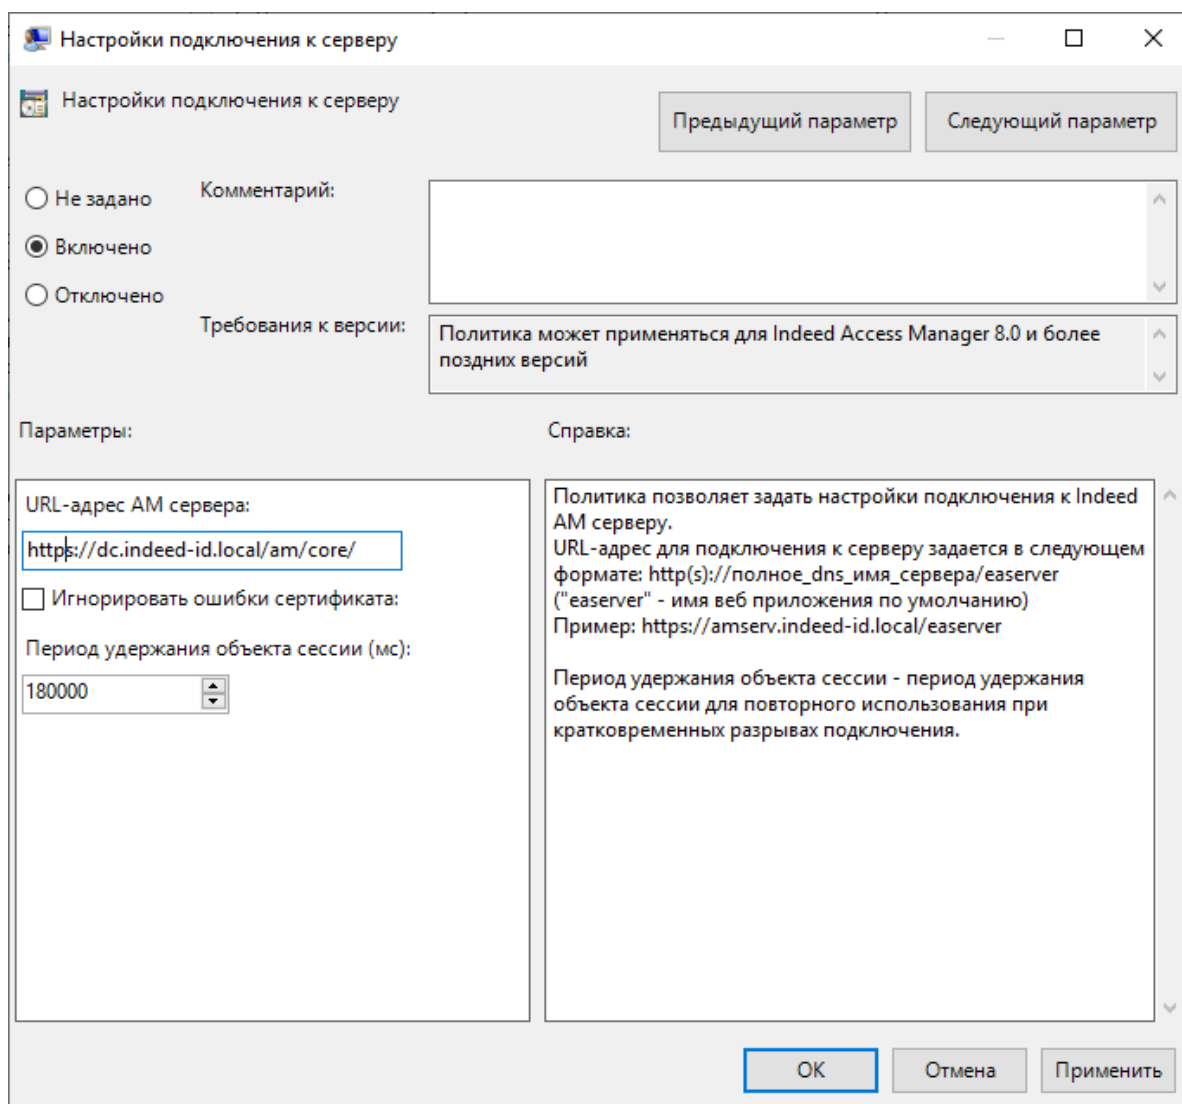 Настройки подключения к серверу
Настройки подключения к серверу
Предыдущий параметр
Следующий параметр
Не задано
Включено
Отключено
Комментарий:
Требования к версии:
Политика может применяться для Indeed Access Manager 8.0 и более
поздних версий
Параметры:
Справка:
URL-адрес AM сервера:
https://dc.indeed-id.local/am/core/
Игнорировать ошибки сертификата:
Период удержания объекта сессии (мс):
180000
Политика позволяет задать настройки подключения к Indeed
AM серверу.
URL-адрес для подключения к серверу задается в следующем
формате: http(s)://полное_dns_имя_сервера/easerver
("easerver" - имя веб приложения по умолчанию)
Пример: https://amserv.indeed-id.local/easerver
Период удержания объекта сессии - период удержания
объекта сессии для повторного использования при
кратковременных разрывах подключения.
ОК
Отмена
Применить